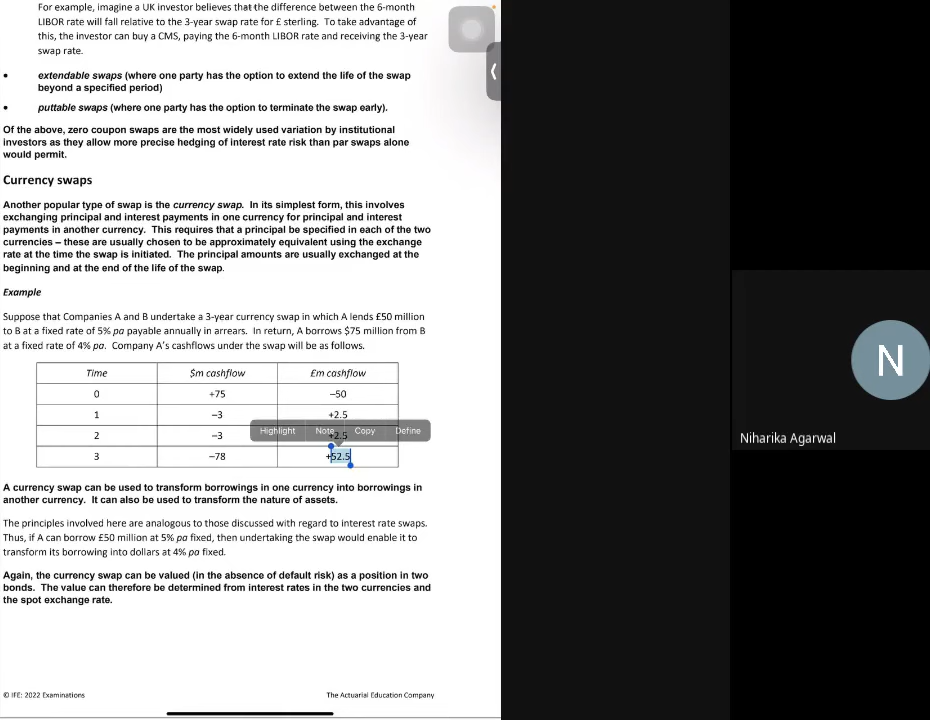 For example, imagine a UK investor believes that the difference between the 6-month
LIBOR rate will fall relative to the 3-year swap rate for £ sterling. To take advantage of
this, the investor can buy a CMS, paying the 6-month LIBOR rate and receiving the 3-year
swap rate.
• extendable swaps (where one party has the option to extend the life of the swap
beyond a specified period)
• puttable swaps (where one party has the option to terminate the swap early).
Of the above, zero coupon swaps are the most widely used variation by institutional
investors as they allow more precise hedging of interest rate risk than par swaps alone
would permit.
Currency swaps
Another popular type of swap is the currency swap. In its simplest form, this involves
exchanging principal and interest payments in one currency for principal and interest
payments in another currency. This requires that a principal be specified in each of the two
currencies – these are usually chosen to be approximately equivalent using the exchange
rate at the time the swap is initiated. The principal amounts are usually exchanged at the
beginning and at the end of the life of the swap.
Example
Suppose that Companies A and B undertake a 3-year currency swap in which A lends £50 million
to B at a fixed rate of 5% pa payable annually in arrears. In return, A borrows $75 million from B
at a fixed rate of 4% pa. Company A's cashflows under the swap will be as follows.
Time $m cashflow £m cashflow
0 +75 –50
1 –3 +2.5
Highlight Note Copy Define
2 –3 +2.5
3 –78 +52.5
A currency swap can be used to transform borrowings in one currency into borrowings in
another currency. It can also be used to transform the nature of assets.
The principles involved here are analogous to those discussed with regard to interest rate swaps.
Thus, if A can borrow £50 million at 5% pa fixed, then undertaking the swap would enable it to
transform its borrowing into dollars at 4% pa fixed.
Again, the currency swap can be valued (in the absence of default risk) as a position in two
bonds. The value can therefore be determined from interest rates in the two currencies and
the spot exchange rate.
© IFE: 2022 Examinations The Actuarial Education Company
N
Niharika Agarwal